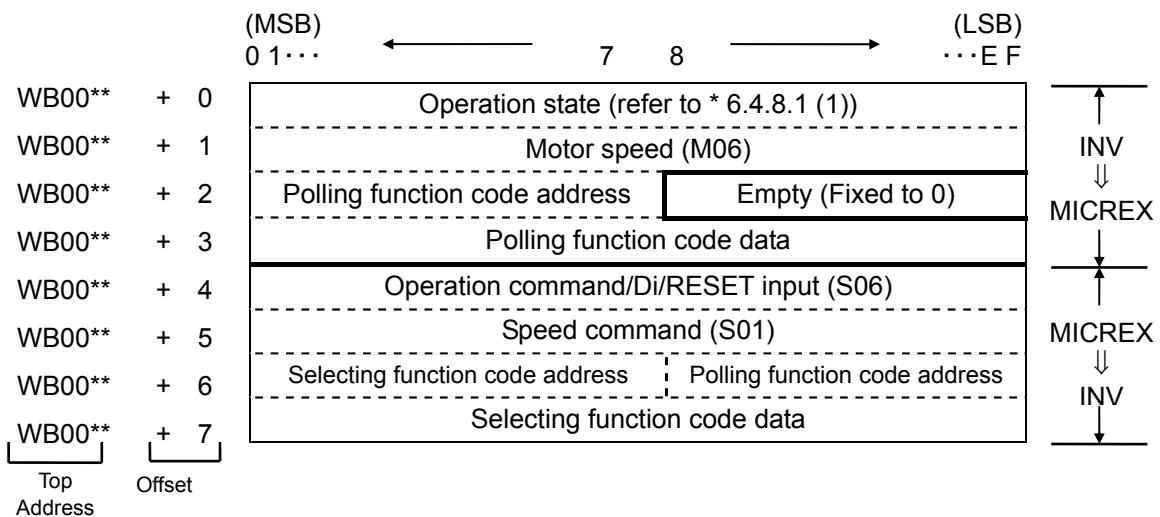 (MSB) (LSB)
0 1··· 7 8 ···E F
WB00** + 0 Operation state (refer to * 6.4.8.1 (1))
WB00** + 1 Motor speed (M06) INV
WB00** + 2 Polling function code address Empty (Fixed to 0) ⇓ MICREX
WB00** + 3 Polling function code data
WB00** + 4 Operation command/Di/RESET input (S06)
WB00** + 5 Speed command (S01) MICREX
WB00** + 6 Selecting function code address Polling function code address ⇓ INV
WB00** + 7 Selecting function code data
Top Offset
Address